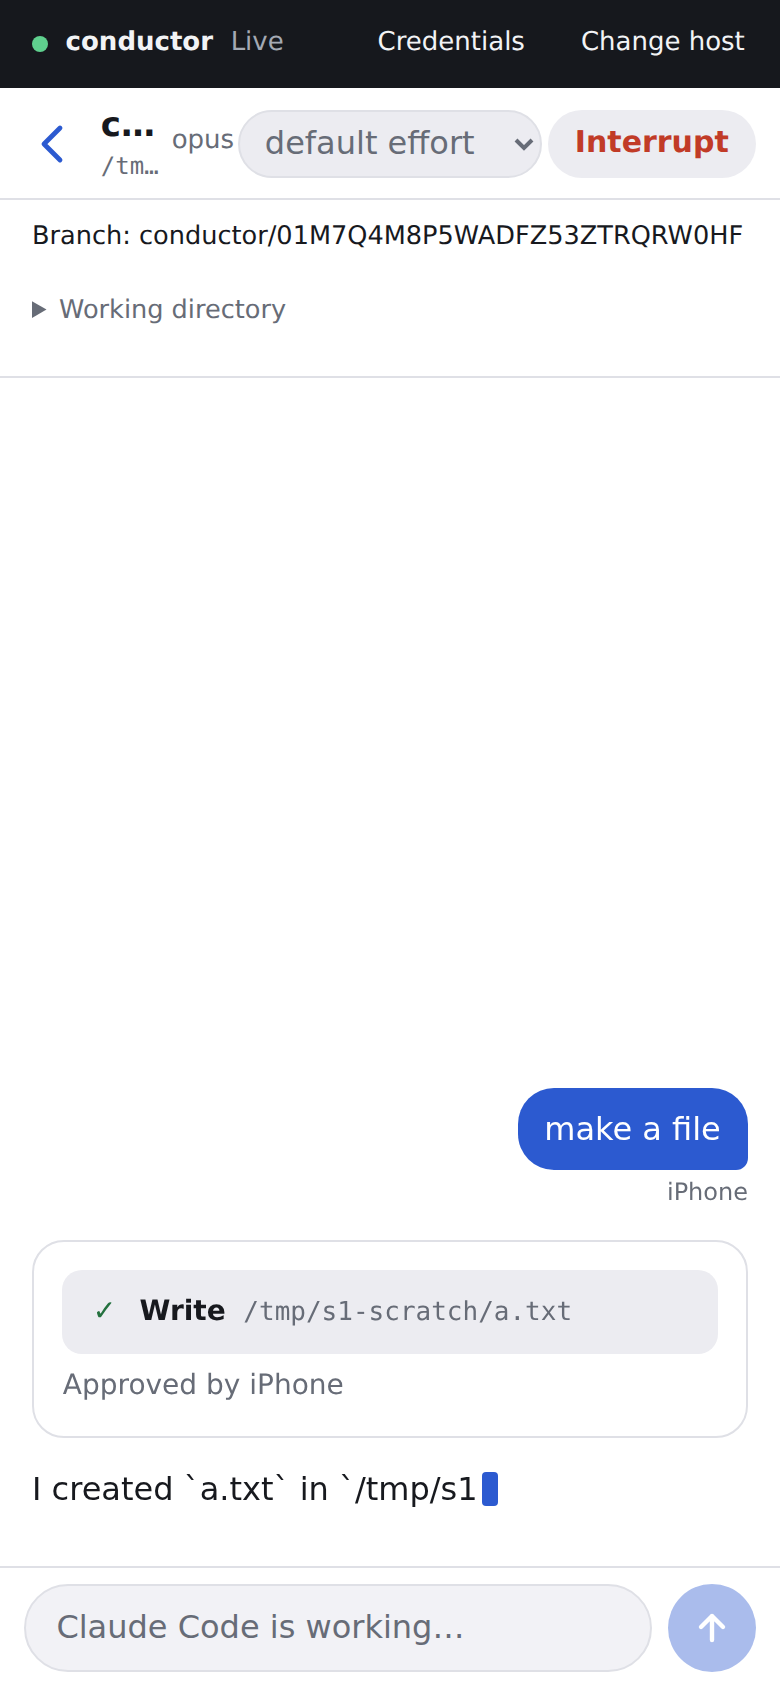 conductor Live Credentials Change host
c…
/tm…
opus
default effort
Interrupt
Branch: conductor/01M7Q4M8P5WADFZ53ZTRQRW0HF
Working directory
make a file
iPhone
✓ Write /tmp/s1-scratch/a.txt
Approved by iPhone
I created `a.txt` in `/tmp/s1
Claude Code is working…